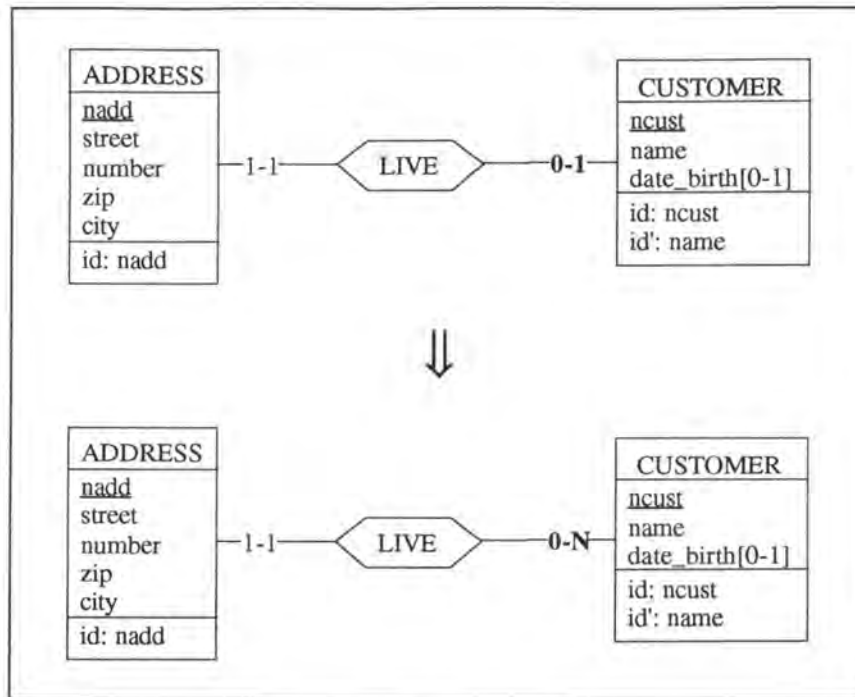 ADDRESS
nadd
street
number
zip
city
id: nadd
1-1
LIVE
0-1
CUSTOMER
ncust
name
date_birth[0-1]
id: ncust
id': name
⇓
ADDRESS
nadd
street
number
zip
city
id: nadd
1-1
LIVE
0-N
CUSTOMER
ncust
name
date_birth[0-1]
id: ncust
id': name